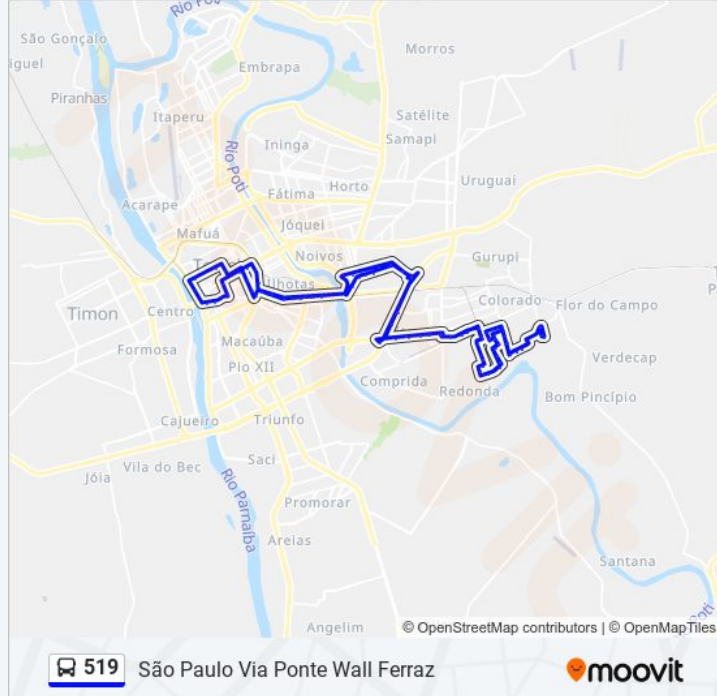 Rio Poti
São Gonçalo
Morros
Embrapa
Piranhas
Itaperu
Satélite
Samapi
Rio Poti
Ininga
Horto
Uruguai
Fátima
Acarape
Jóquei
Mafuá
Noivos
Gurupi
Ilhotas
Colorado
Flor do Campo
Timon
Centro
Macaúba
Formosa
Verdecap
Pio XII
Comprida
Redonda
Bom Pincípio
Cajueiro
Triunfo
Saci
Jóia
Vila do Bec
Rio Parnaíba
Promorar
Areias
Santana
Angelim
© OpenStreetMap contributors | © OpenMapTiles
519 São Paulo Via Ponte Wall Ferraz
moovit